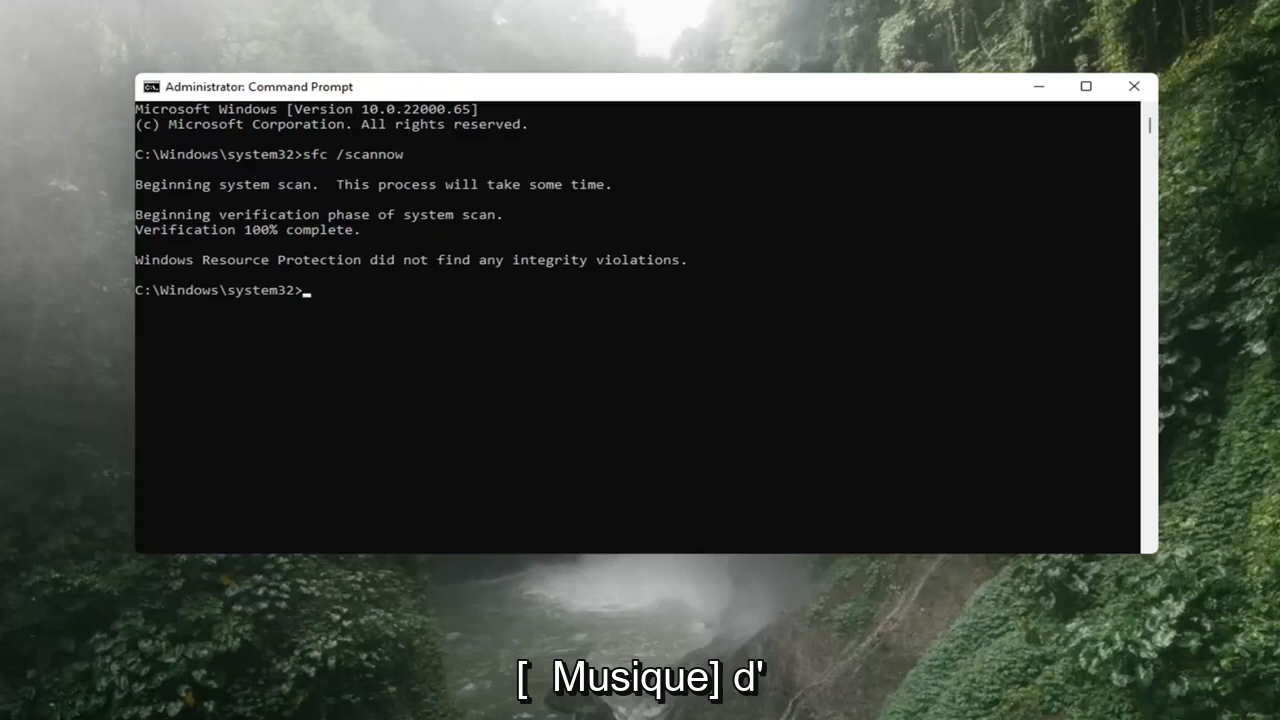 Administrator: Command Prompt
Microsoft Windows [Version 10.0.22000.65]
(c) Microsoft Corporation. All rights reserved.
C:\Windows\system32>sfc /scannow
Beginning system scan.  This process will take some time.
Beginning verification phase of system scan.
Verification 100% complete.
Windows Resource Protection did not find any integrity violations.
C:\Windows\system32>
[  Musique] d'